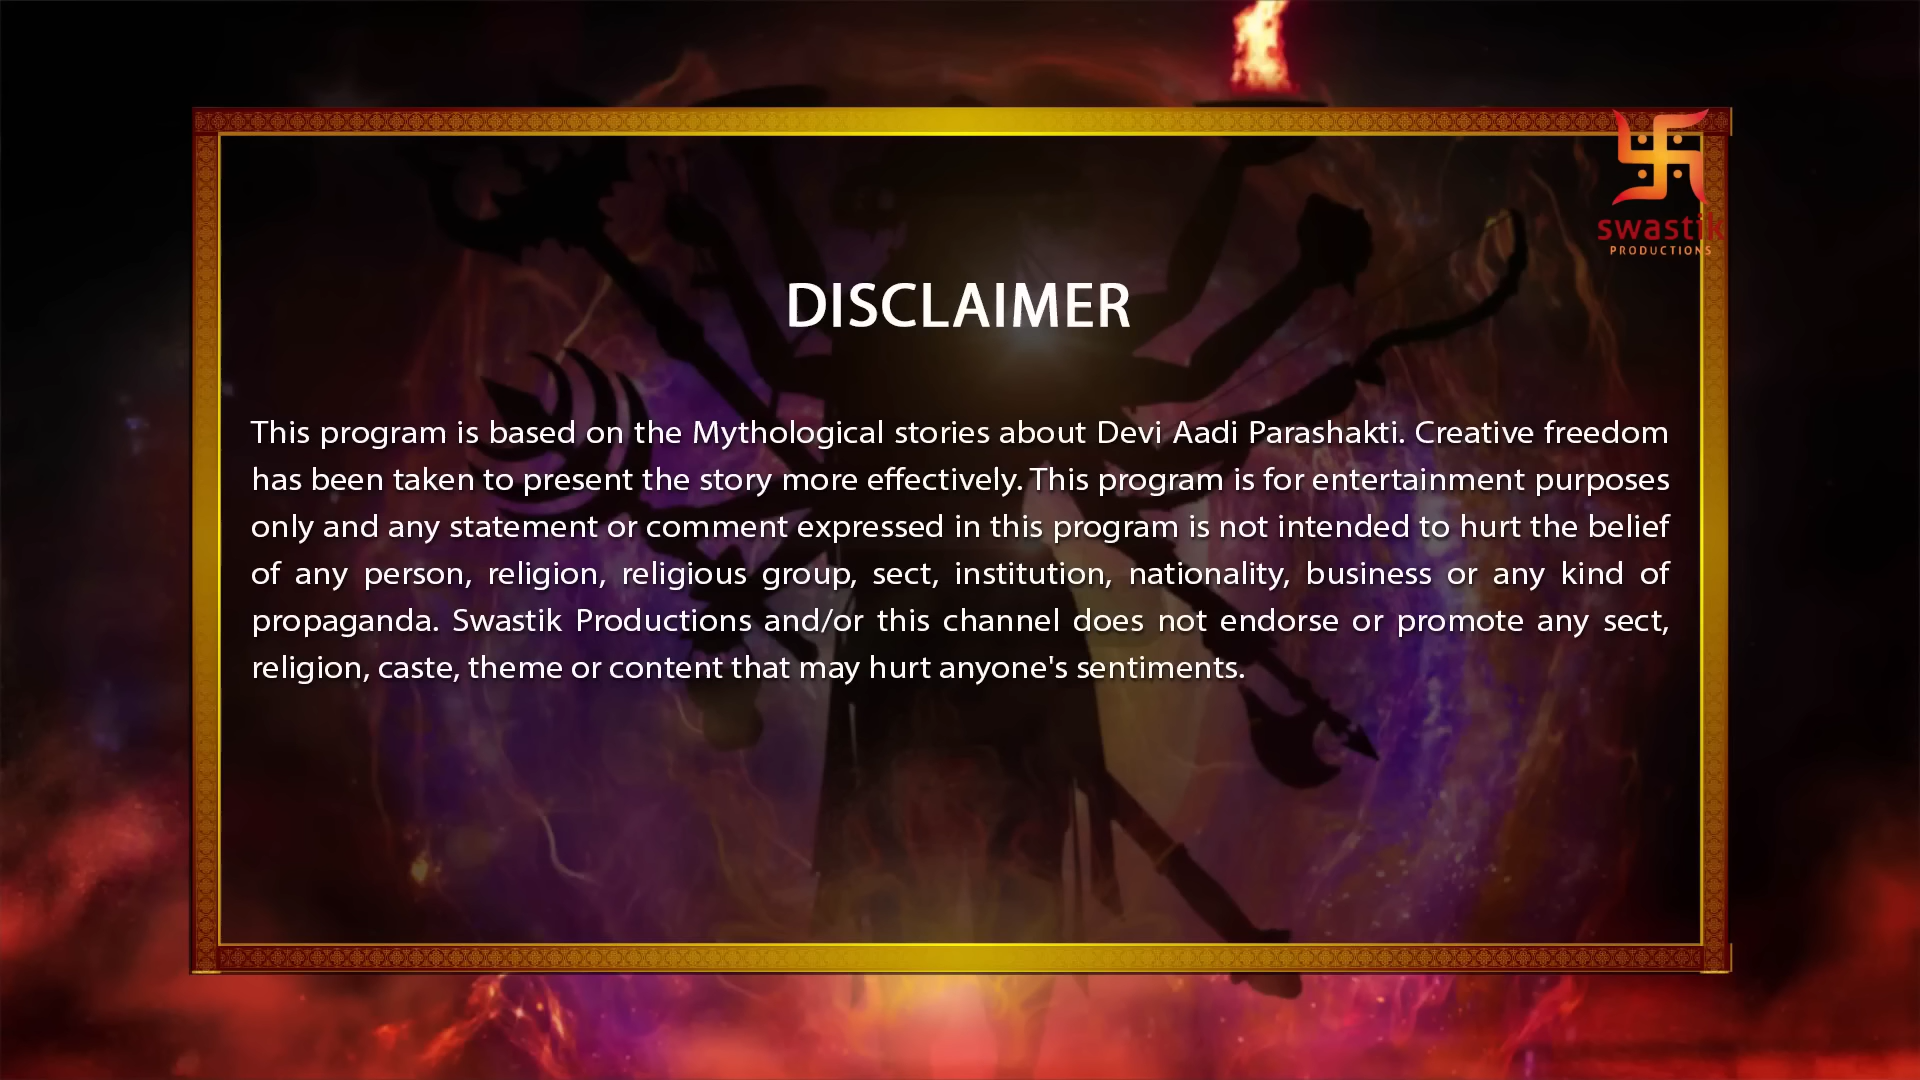 swastik
PRODUCTIONS
DISCLAIMER
This program is based on the Mythological stories about Devi Aadi Parashakti. Creative freedom
has been taken to present the story more effectively. This program is for entertainment purposes
only and any statement or comment expressed in this program is not intended to hurt the belief
of any person, religion, religious group, sect, institution, nationality, business or any kind of
propaganda. Swastik Productions and/or this channel does not endorse or promote any sect,
religion, caste, theme or content that may hurt anyone's sentiments.